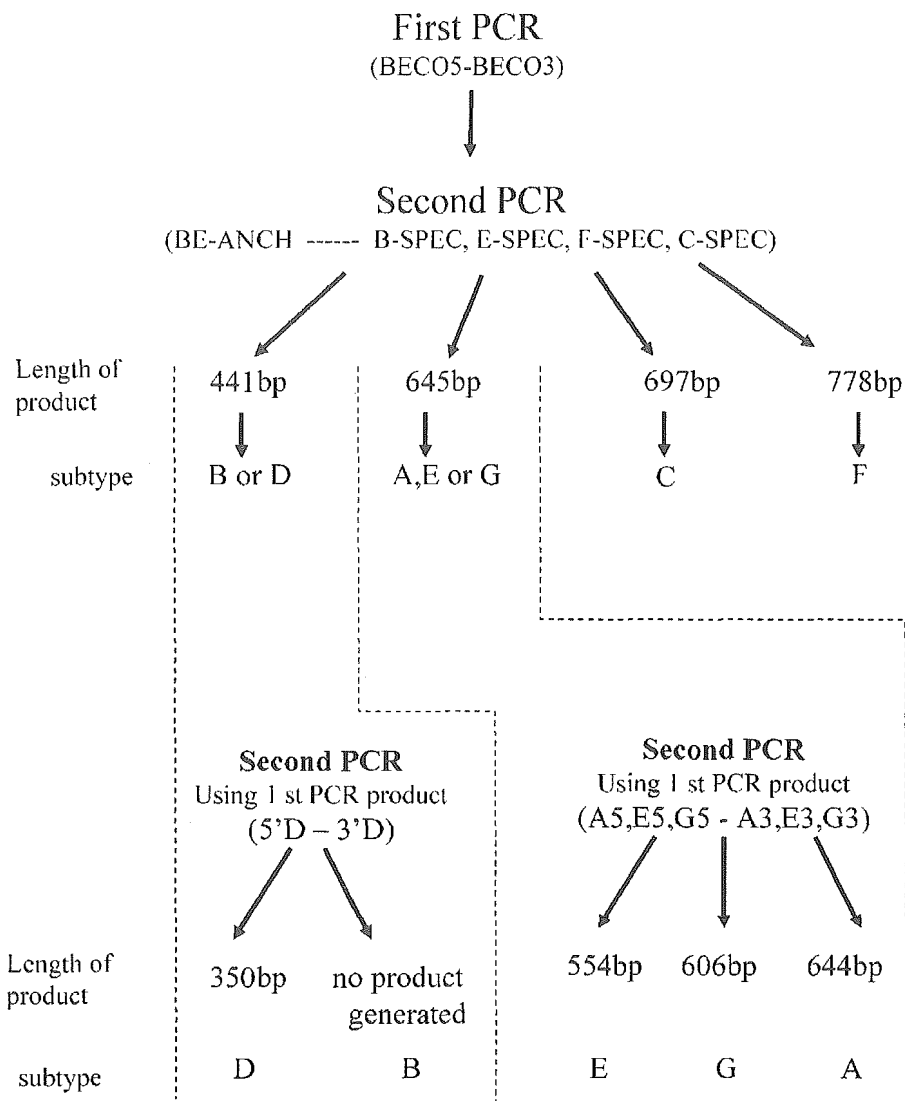 First PCR
(BECO5-BECO3)
Second PCR
(BE-ANCH ------ B-SPEC, E-SPEC, F-SPEC, C-SPEC)
Length of product
441bp
645bp
697bp
778bp
subtype
B or D
A,E or G
C
F
Second PCR
Using 1 st PCR product
(5'D – 3'D)
Second PCR
Using 1 st PCR product
(A5,E5,G5 - A3,E3,G3)
Length of product
350bp
no product generated
554bp
606bp
644bp
subtype
D
B
E
G
A